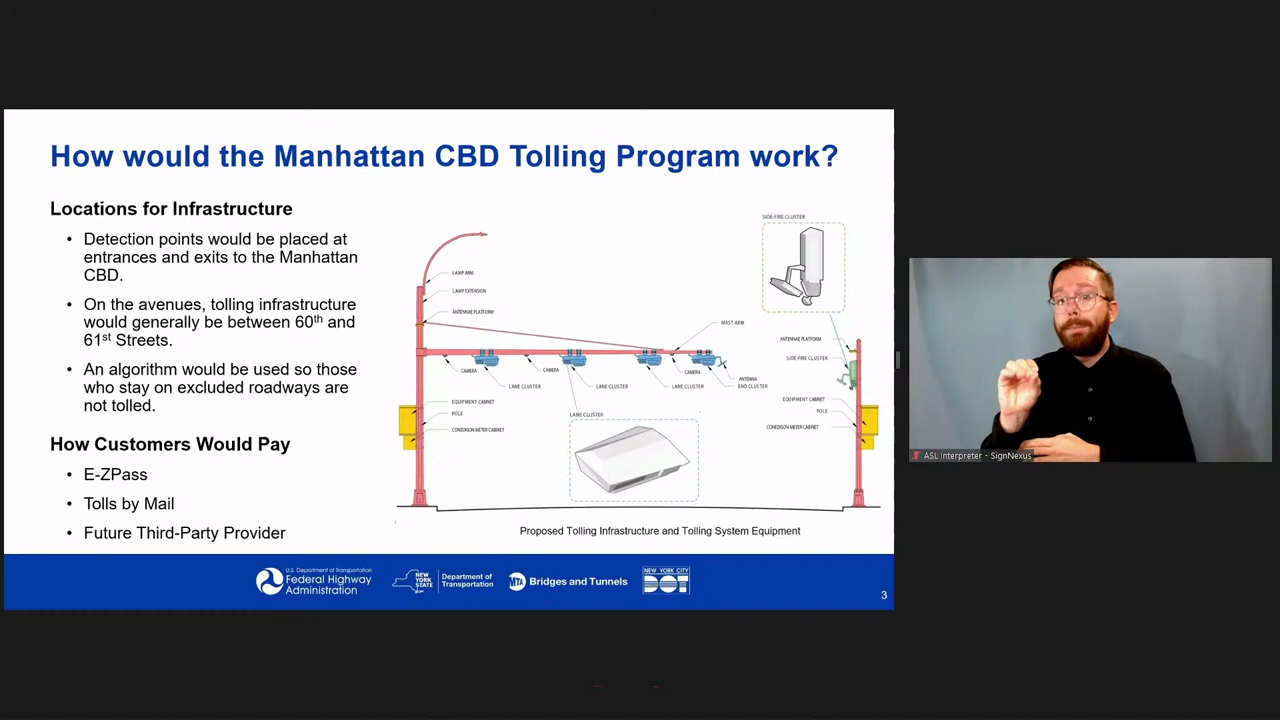 How would the Manhattan CBD Tolling Program work?
Locations for Infrastructure
• Detection points would be placed at
entrances and exits to the Manhattan
CBD.
• On the avenues, tolling infrastructure
would generally be between 60th and
61st Streets.
• An algorithm would be used so those
who stay on excluded roadways are
not tolled.
How Customers Would Pay
• E-ZPass
• Tolls by Mail
• Future Third-Party Provider
LAMP ARM
LAMP EXTENSION
ANTENNAE PLATFORM
MAST ARM
CAMERA
CAMERA
CAMERA
LANE CLUSTER
LANE CLUSTER
LANE CLUSTER
ANTENNA
END CLUSTER
EQUIPMENT CABINET
POLE
CONEDISON METER CABINET
LANE CLUSTER
SIDE-FIRE CLUSTER
ANTENNAE PLATFORM
SIDE-FIRE CLUSTER
EQUIPMENT CABINET
POLE
CONEDISON METER CABINET
Proposed Tolling Infrastructure and Tolling System Equipment
U.S. Department of Transportation
Federal Highway
Administration
NEW
YORK
STATE
Department of
Transportation
MTA
Bridges and Tunnels
NEW YORK CITY
DOT
3
ASL Interpreter - SignNexus